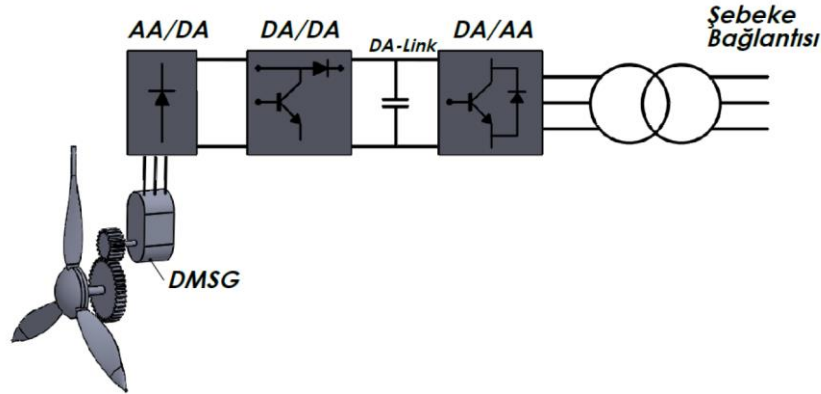 AA/DA
DA/DA
DA-Link
DA/AA
Şebeke
Bağlantısı
DMSG